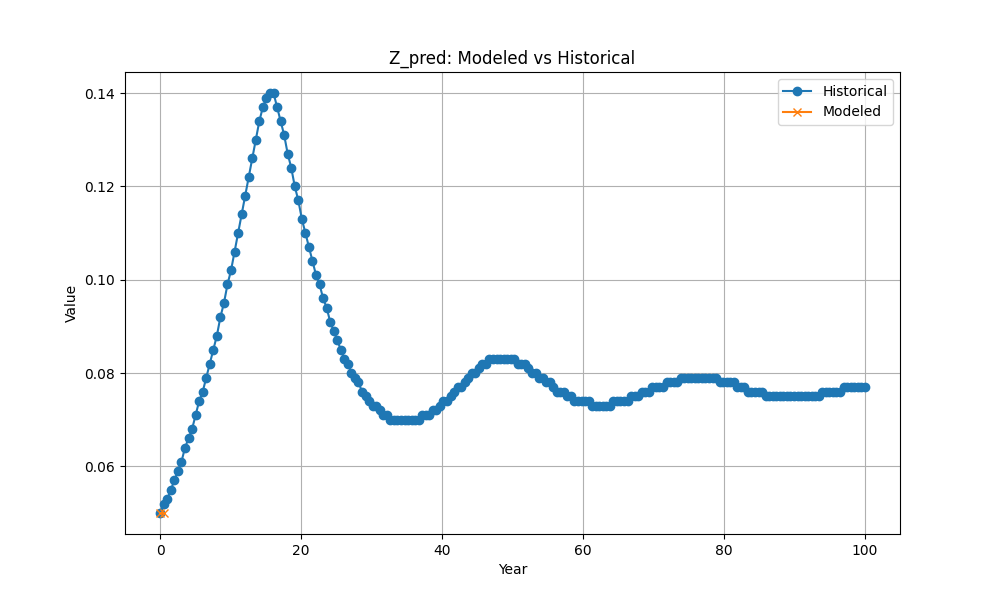 Z_pred: Modeled vs Historical
Historical
Modeled
0.14
0.12
0.10
0.08
0.06
Value
0 20 40 60 80 100
Year